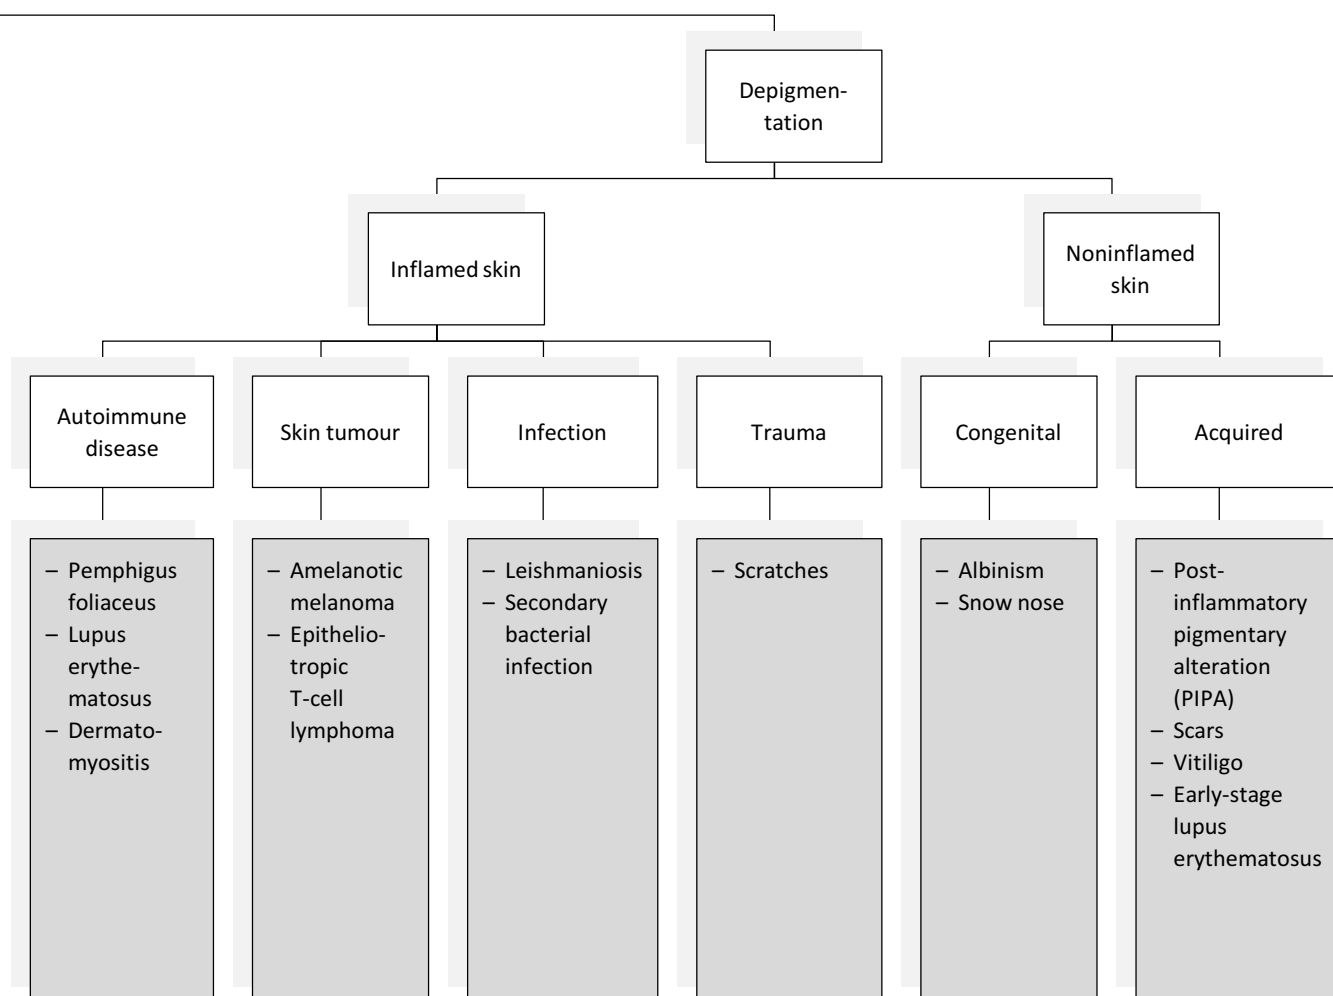 Depigmen-
tation
Inflamed skin
Noninflamed
skin
Autoimmune
disease
Skin tumour
Infection
Trauma
Congenital
Acquired
– Pemphigus
foliaceus
– Lupus
erythe-
matosus
– Dermato-
myositis
– Amelanotic
melanoma
– Epithelio-
tropic
T-cell
lymphoma
– Leishmaniosis
– Secondary
bacterial
infection
– Scratches
– Albinism
– Snow nose
– Post-
inflammatory
pigmentary
alteration
(PIPA)
– Scars
– Vitiligo
– Early-stage
lupus
erythematosus